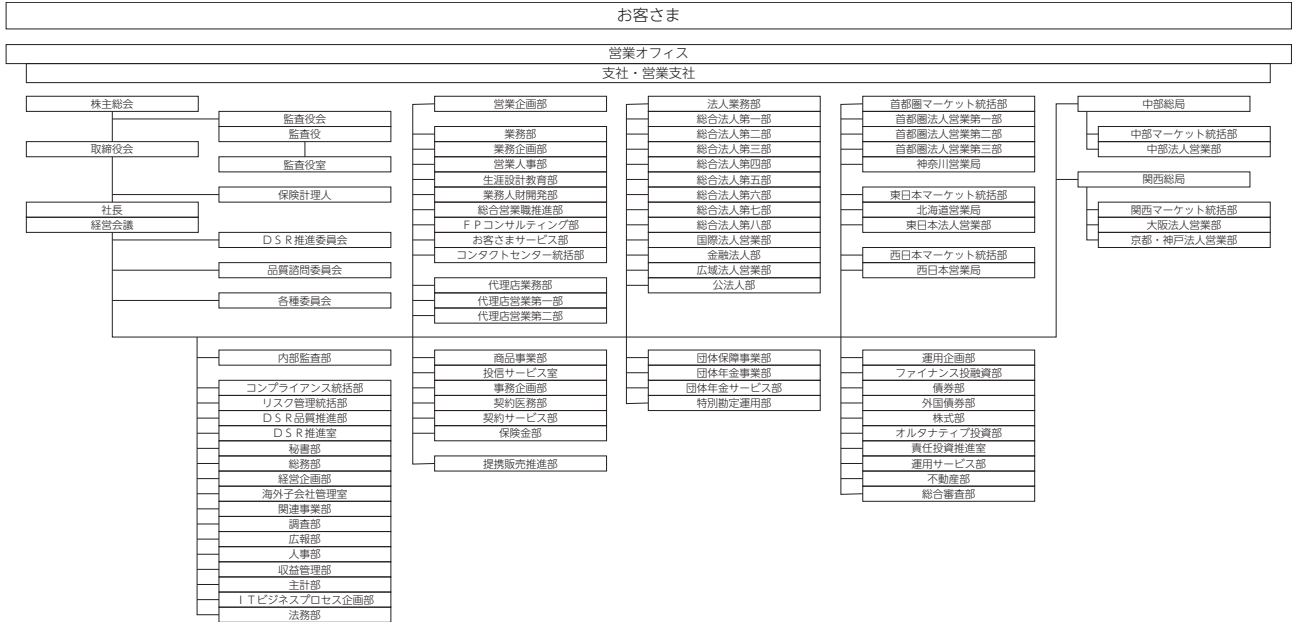 お客さま
営業オフィス
支社・営業支社
株主総会
監査役会
監査役
取締役会
監査役室
保険計理人
社長
経営会議
ＤＳＲ推進委員会
品質諮問委員会
各種委員会
営業企画部
業務部
業務企画部
営業人事部
生涯設計教育部
業務人財開発部
総合営業職推進部
ＦＰコンサルティング部
お客さまサービス部
コンタクトセンター統括部
代理店業務部
代理店営業第一部
代理店営業第二部
法人業務部
総合法人第一部
総合法人第二部
総合法人第三部
総合法人第四部
総合法人第五部
総合法人第六部
総合法人第七部
総合法人第八部
国際法人営業部
金融法人部
広域法人営業部
公法人部
首都圏マーケット統括部
首都圏法人営業第一部
首都圏法人営業第二部
首都圏法人営業第三部
神奈川営業局
東日本マーケット統括部
北海道営業局
東日本法人営業部
西日本マーケット統括部
西日本営業局
中部総局
中部マーケット統括部
中部法人営業部
関西総局
関西マーケット統括部
大阪法人営業部
京都・神戸法人営業部
内部監査部
コンプライアンス統括部
リスク管理統括部
ＤＳＲ品質推進部
ＤＳＲ推進室
秘書部
総務部
経営企画部
海外子会社管理室
関連事業部
調査部
広報部
人事部
収益管理部
主計部
ＩＴビジネスプロセス企画部
法務部
商品事業部
投信サービス室
事務企画部
契約医務部
契約サービス部
保険金部
提携販売推進部
団体保障事業部
団体年金事業部
団体年金サービス部
特別勘定運用部
運用企画部
ファイナンス投融資部
債券部
外国債券部
株式部
オルタナティブ投資部
責任投資推進室
運用サービス部
不動産部
総合審査部